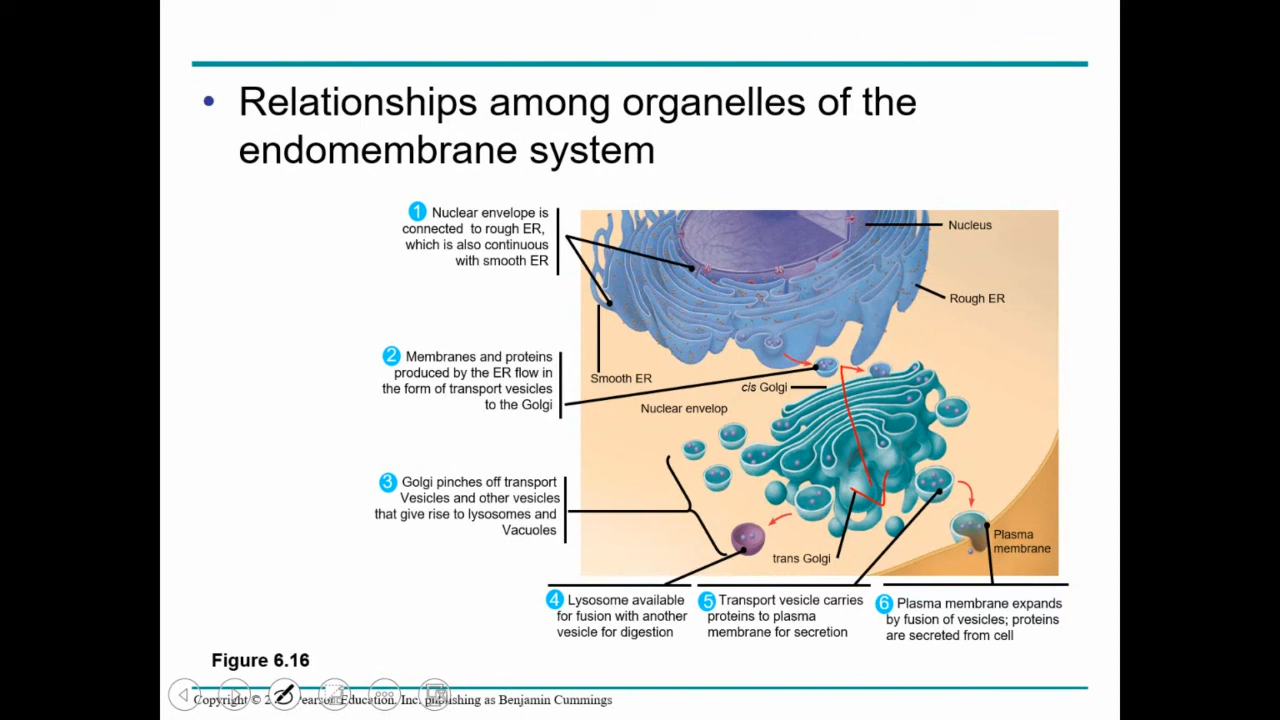 • Relationships among organelles of the
endomembrane system
1 Nuclear envelope is
connected to rough ER,
which is also continuous
with smooth ER
Nucleus
Rough ER
2 Membranes and proteins
produced by the ER flow in
the form of transport vesicles
to the Golgi
Smooth ER
cis Golgi
Nuclear envelop
3 Golgi pinches off transport
Vesicles and other vesicles
that give rise to lysosomes and
Vacuoles
trans Golgi
Plasma
membrane
4 Lysosome available
for fusion with another
vesicle for digestion
5 Transport vesicle carries
proteins to plasma
membrane for secretion
6 Plasma membrane expands
by fusion of vesicles; proteins
are secreted from cell
Figure 6.16
Copyright © Education, Inc. publishing as Benjamin Cummings